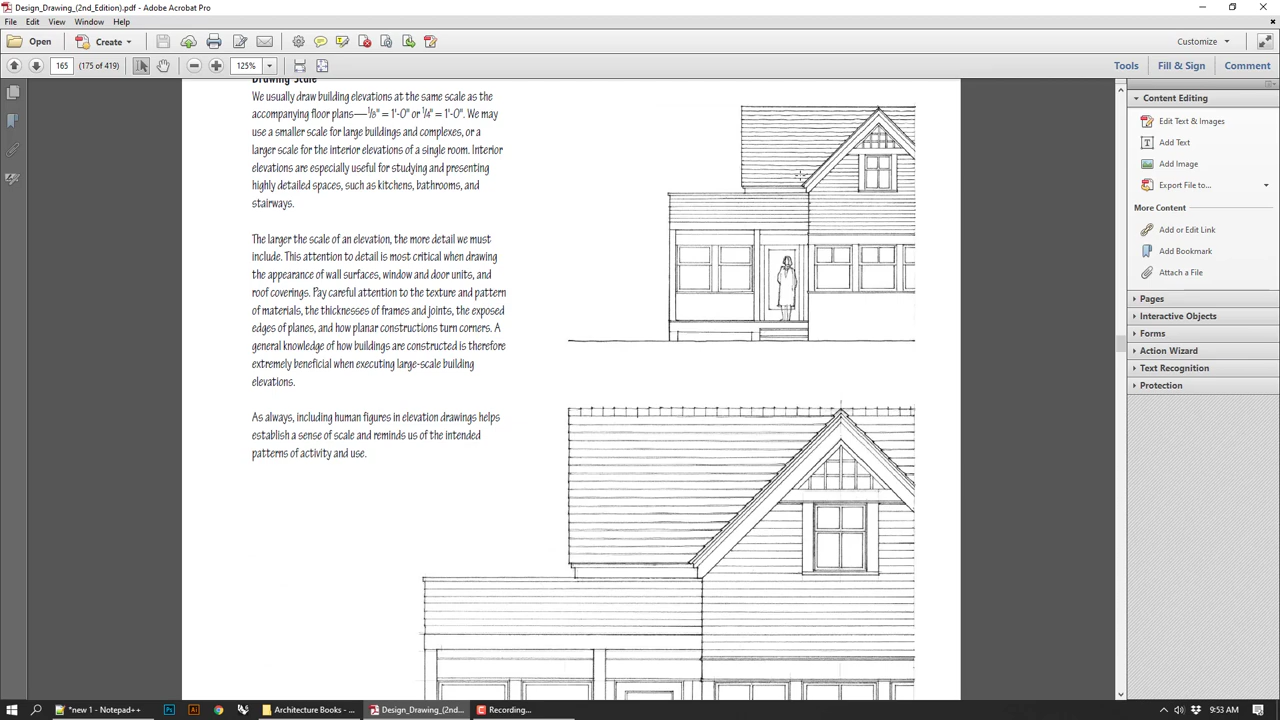 Design_Drawing_(2nd_Edition).pdf - Adobe Acrobat Pro
File Edit View Window Help
Open Create Customize
165 (175 of 419) 125% Tools Fill & Sign Comment
Drawing Scale
We usually draw building elevations at the same scale as the
accompanying floor plans—1/8" = 1'-0" or 1/4" = 1'-0". We may
use a smaller scale for large buildings and complexes, or a
larger scale for the interior elevations of a single room. Interior
elevations are especially useful for studying and presenting
highly detailed spaces, such as kitchens, bathrooms, and
stairways.
The larger the scale of an elevation, the more detail we must
include. This attention to detail is most critical when drawing
the appearance of wall surfaces, window and door units, and
roof coverings. Pay careful attention to the texture and pattern
of materials, the thicknesses of frames and joints, the exposed
edges of planes, and how planar constructions turn corners. A
general knowledge of how buildings are constructed is therefore
extremely beneficial when executing large-scale building
elevations.
As always, including human figures in elevation drawings helps
establish a sense of scale and reminds us of the intended
patterns of activity and use.
Content Editing
Edit Text & Images
Add Text
Add Image
Export File to...
More Content
Add or Edit Link
Add Bookmark
Attach a File
Pages
Interactive Objects
Forms
Action Wizard
Text Recognition
Protection
*new 1 - Notepad++
Architecture Books - ...
Design_Drawing_(2nd...
Recording...
9:53 AM